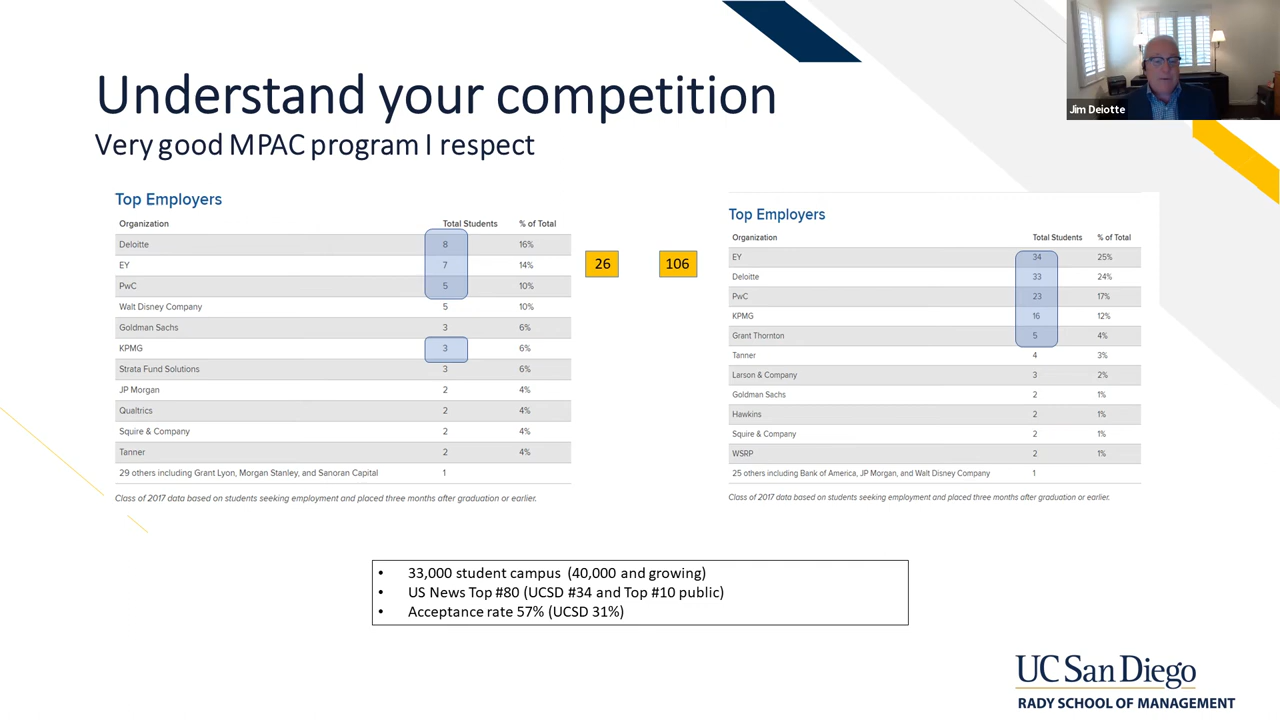 Understand your competition
Very good MPAC program I respect
Jim Deiotte
Top Employers
Organization Total Students % of Total
Deloitte 8 16%
EY 7 14%
PwC 5 10%
Walt Disney Company 5 10%
Goldman Sachs 3 6%
KPMG 3 6%
Strata Fund Solutions 3 6%
JP Morgan 2 4%
Qualtrics 2 4%
Squire & Company 2 4%
Tanner 2 4%
29 others including Grant Lyon, Morgan Stanley, and Sanoran Capital 1
Class of 2017 data based on students seeking employment and placed three months after graduation or earlier.
26
106
Top Employers
Organization Total Students % of Total
EY 34 25%
Deloitte 33 24%
PwC 23 17%
KPMG 16 12%
Grant Thornton 5 4%
Tanner 4 3%
Larson & Company 3 2%
Goldman Sachs 2 1%
Hawkins 2 1%
Squire & Company 2 1%
WSRP 2 1%
25 others including Bank of America, JP Morgan, and Walt Disney Company 1
Class of 2017 data based on students seeking employment and placed three months after graduation or earlier.
• 33,000 student campus (40,000 and growing)
• US News Top #80 (UCSD #34 and Top #10 public)
• Acceptance rate 57% (UCSD 31%)
UC San Diego
RADY SCHOOL OF MANAGEMENT